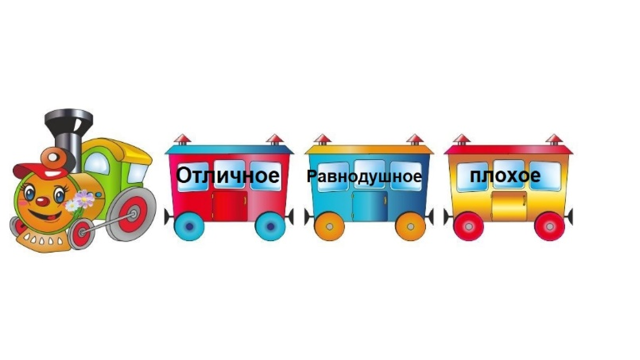 Отличное
Равнодушное
плохое